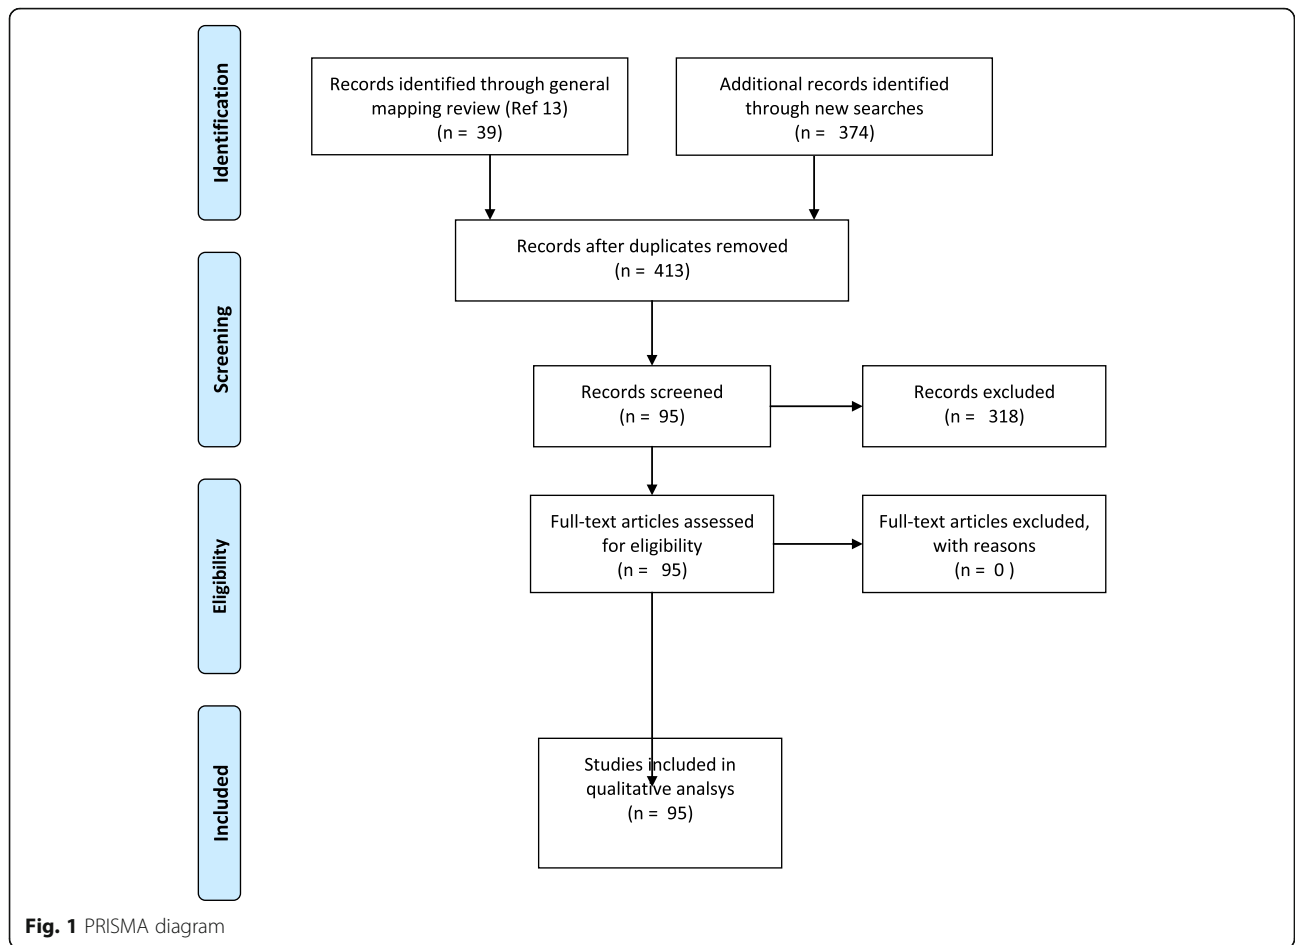 Identification
Records identified through general
mapping review (Ref 13)
(n = 39)
Additional records identified
through new searches
(n = 374)
Records after duplicates removed
(n = 413)
Screening
Records screened
(n = 95)
Records excluded
(n = 318)
Eligibility
Full-text articles assessed
for eligibility
(n = 95)
Full-text articles excluded,
with reasons
(n = 0 )
Included
Studies included in
qualitative analsys
(n = 95)
Fig. 1 PRISMA diagram